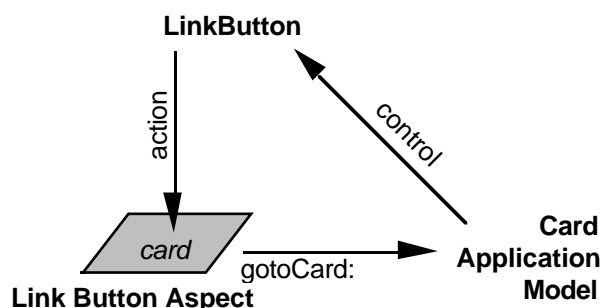 LinkButton
action
control
card
gotoCard:
Link Button Aspect
Card
Application
Model